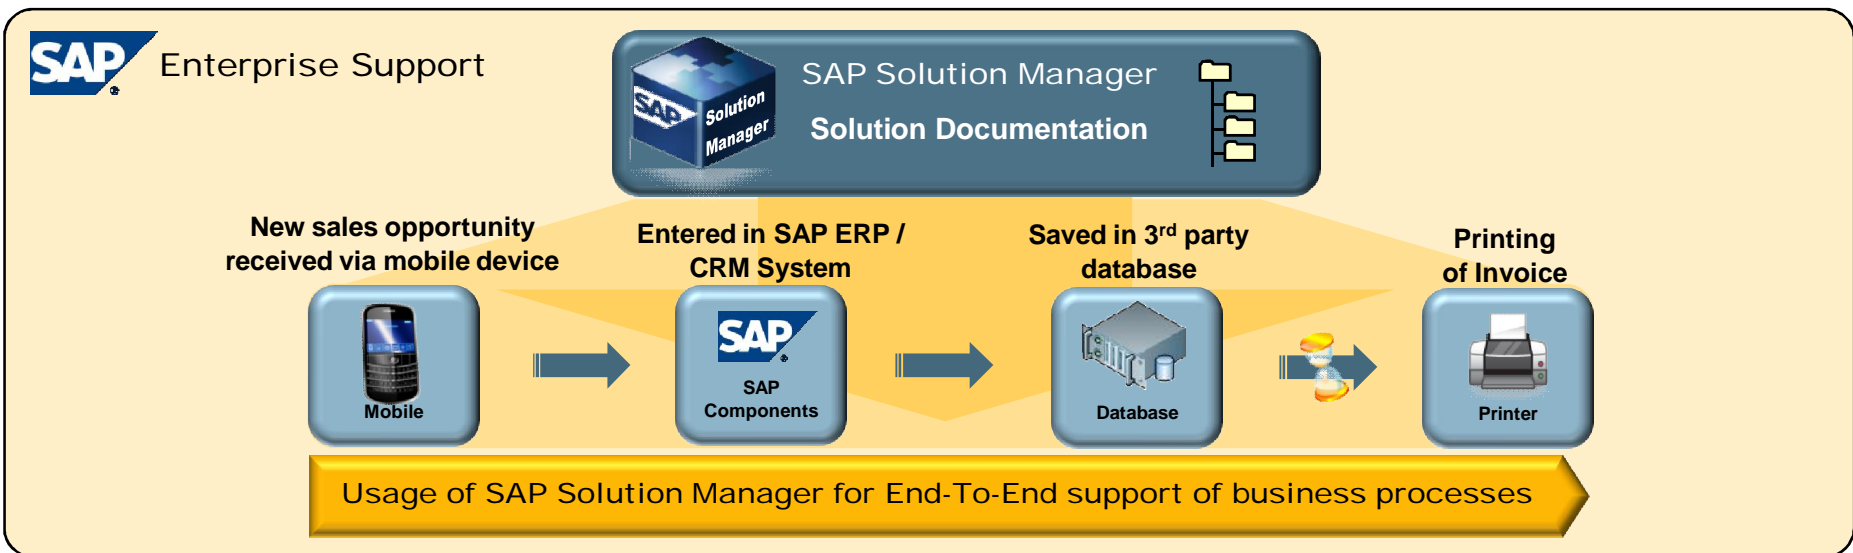 SAP
Enterprise Support
SAP Solution Manager
Solution Documentation
SAP
Solution
Manager
New sales opportunity
received via mobile device
Entered in SAP ERP /
CRM System
Saved in 3rd party
database
Printing
of Invoice
Mobile
SAP
SAP
Components
Database
Printer
Usage of SAP Solution Manager for End-To-End support of business processes